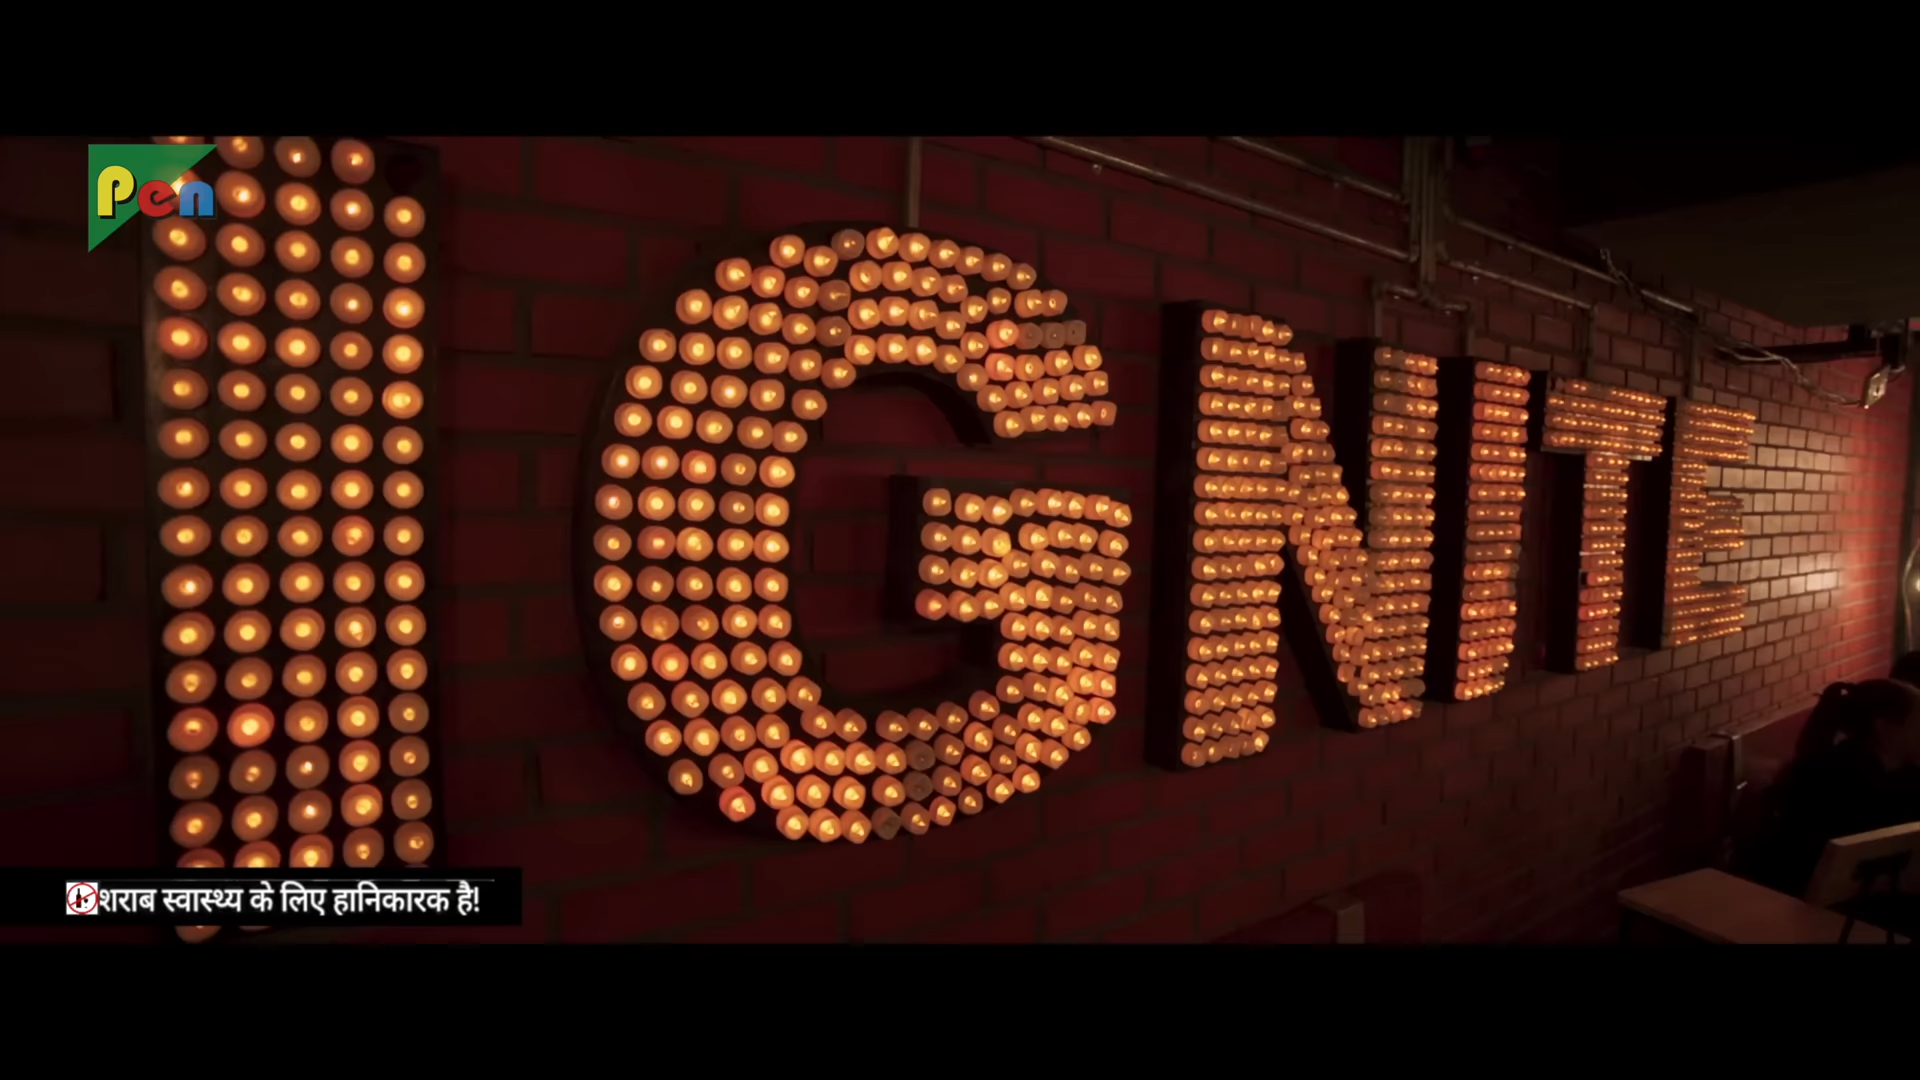 Pen
IGNITE
शराब स्वास्थ्य के लिए हानिकारक है!